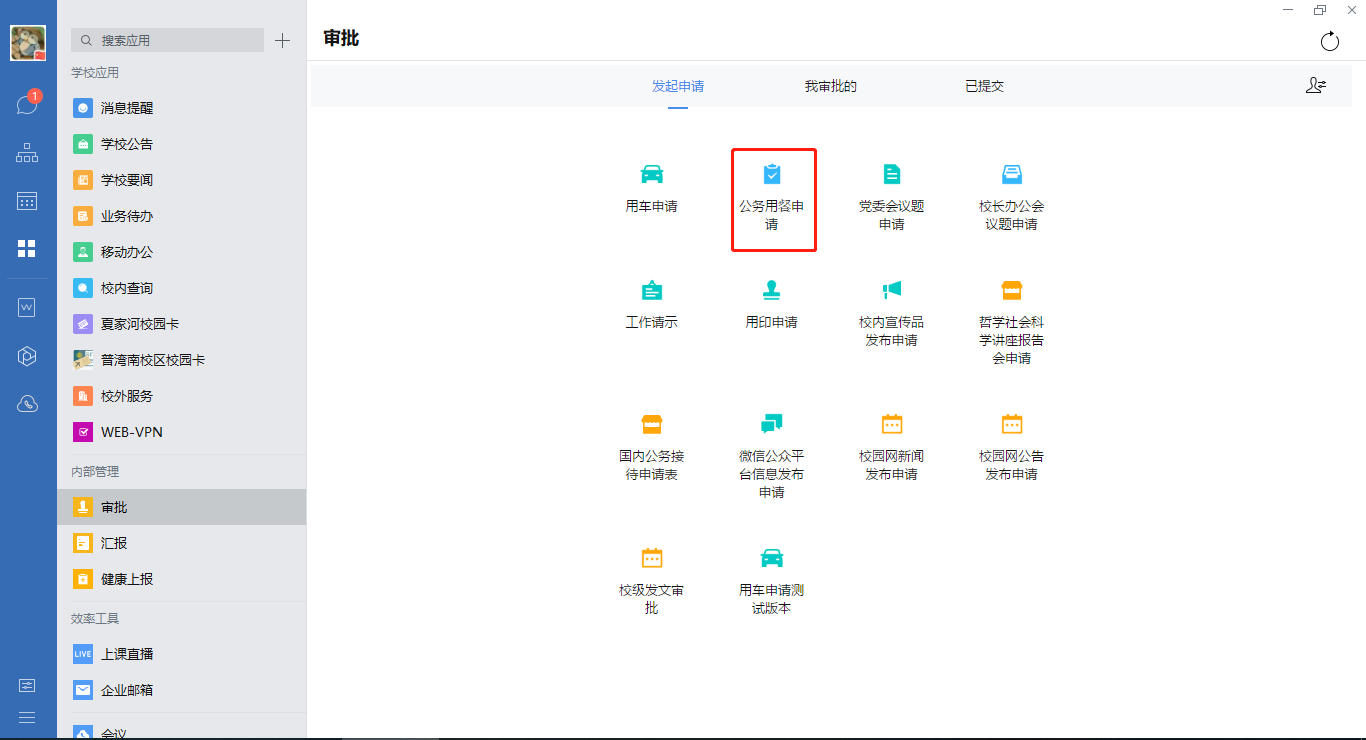 1
搜索应用
学校应用
消息提醒
学校公告
学校要闻
业务待办
移动办公
校内查询
夏家河校园卡
普湾南校区校园卡
校外服务
WEB-VPN
内部管理
审批
汇报
健康上报
效率工具
LIVE
上课直播
企业邮箱
会议
审批
发起申请
我审批的
已提交
用车申请
公务用餐申
请
党委会议题
申请
校长办公会
议题申请
工作请示
用印申请
校内宣传品
发布申请
哲学社会科
学讲座报告
会申请
国内公务接
待申请表
微信公众平
台信息发布
申请
校园网新闻
发布申请
校园网公告
发布申请
校级发文审
批
用车申请测
试版本